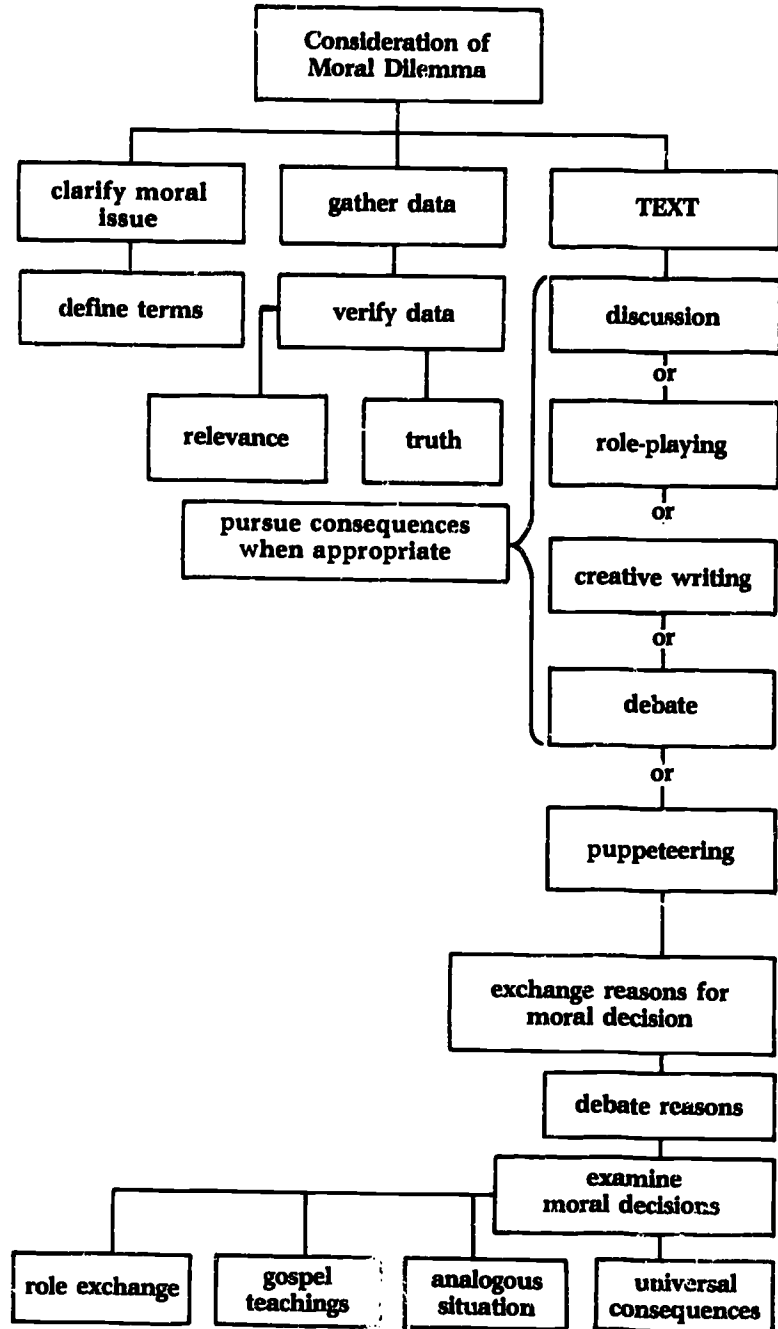 Consideration of
Moral Dilemma
clarify moral
issue
gather data
TEXT
define terms
verify data
discussion
or
relevance
truth
role-playing
or
pursue consequences
when appropriate
creative writing
or
debate
or
puppeteering
exchange reasons for
moral decision
debate reasons
examine
moral decisions
role exchange
gospel
teachings
analogous
situation
universal
consequences